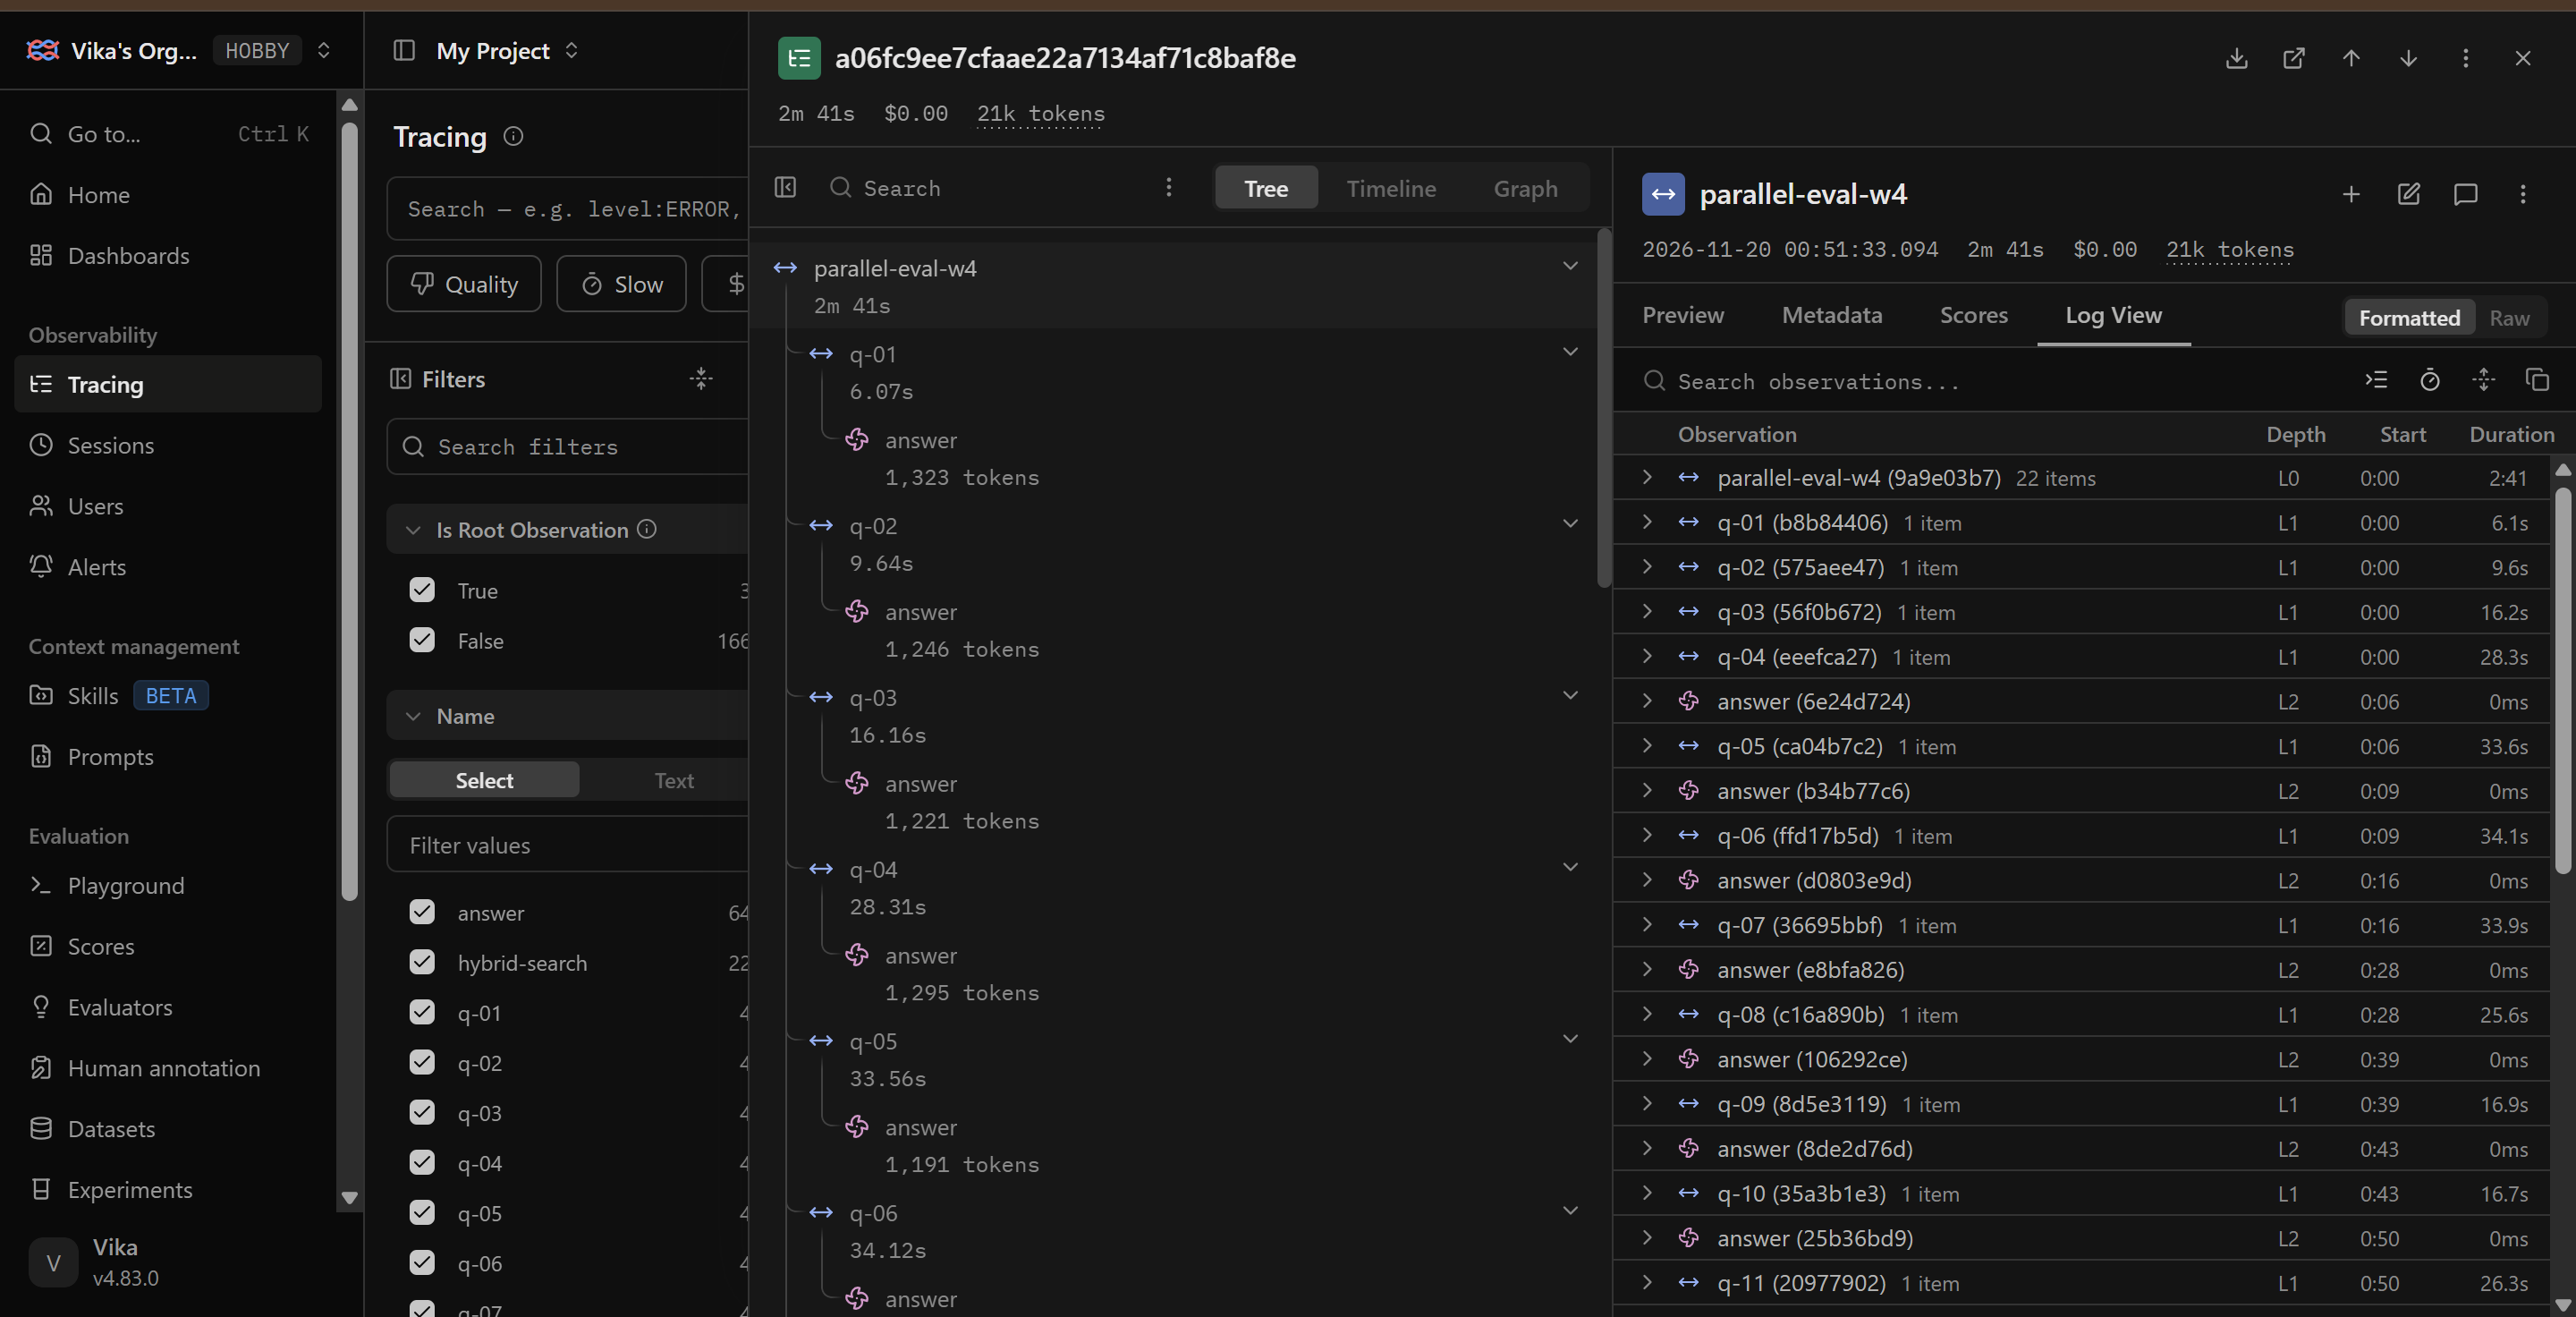 Vika's Org... HOBBY
Go to... Ctrl K
Home
Dashboards
Observability
Tracing
Sessions
Users
Alerts
Context management
Skills BETA
Prompts
Evaluation
Playground
Scores
Evaluators
Human annotation
Datasets
Experiments
V
Vika
v4.83.0
My Project
Tracing
Search — e.g. level:ERROR,
Quality Slow $
Filters
Search filters
Is Root Observation
True 3
False 166
Name
Select Text
Filter values
answer 64
hybrid-search 22
q-01 4
q-02 4
q-03 4
q-04 4
q-05 4
q-06 4
q-07
a06fc9ee7cfaae22a7134af71c8baf8e
2m 41s $0.00 21k tokens
Search Tree Timeline Graph
parallel-eval-w4
2m 41s
q-01
6.07s
answer
1,323 tokens
q-02
9.64s
answer
1,246 tokens
q-03
16.16s
answer
1,221 tokens
q-04
28.31s
answer
1,295 tokens
q-05
33.56s
answer
1,191 tokens
q-06
34.12s
answer
parallel-eval-w4
2026-11-20 00:51:33.094 2m 41s $0.00 21k tokens
Preview Metadata Scores Log View Formatted Raw
Search observations...
Observation Depth Start Duration
parallel-eval-w4 (9a9e03b7) 22 items L0 0:00 2:41
q-01 (b8b84406) 1 item L1 0:00 6.1s
q-02 (575aee47) 1 item L1 0:00 9.6s
q-03 (56f0b672) 1 item L1 0:00 16.2s
q-04 (eeefca27) 1 item L1 0:00 28.3s
answer (6e24d724) L2 0:06 0ms
q-05 (ca04b7c2) 1 item L1 0:06 33.6s
answer (b34b77c6) L2 0:09 0ms
q-06 (ffd17b5d) 1 item L1 0:09 34.1s
answer (d0803e9d) L2 0:16 0ms
q-07 (36695bbf) 1 item L1 0:16 33.9s
answer (e8bfa826) L2 0:28 0ms
q-08 (c16a890b) 1 item L1 0:28 25.6s
answer (106292ce) L2 0:39 0ms
q-09 (8d5e3119) 1 item L1 0:39 16.9s
answer (8de2d76d) L2 0:43 0ms
q-10 (35a3b1e3) 1 item L1 0:43 16.7s
answer (25b36bd9) L2 0:50 0ms
q-11 (20977902) 1 item L1 0:50 26.3s